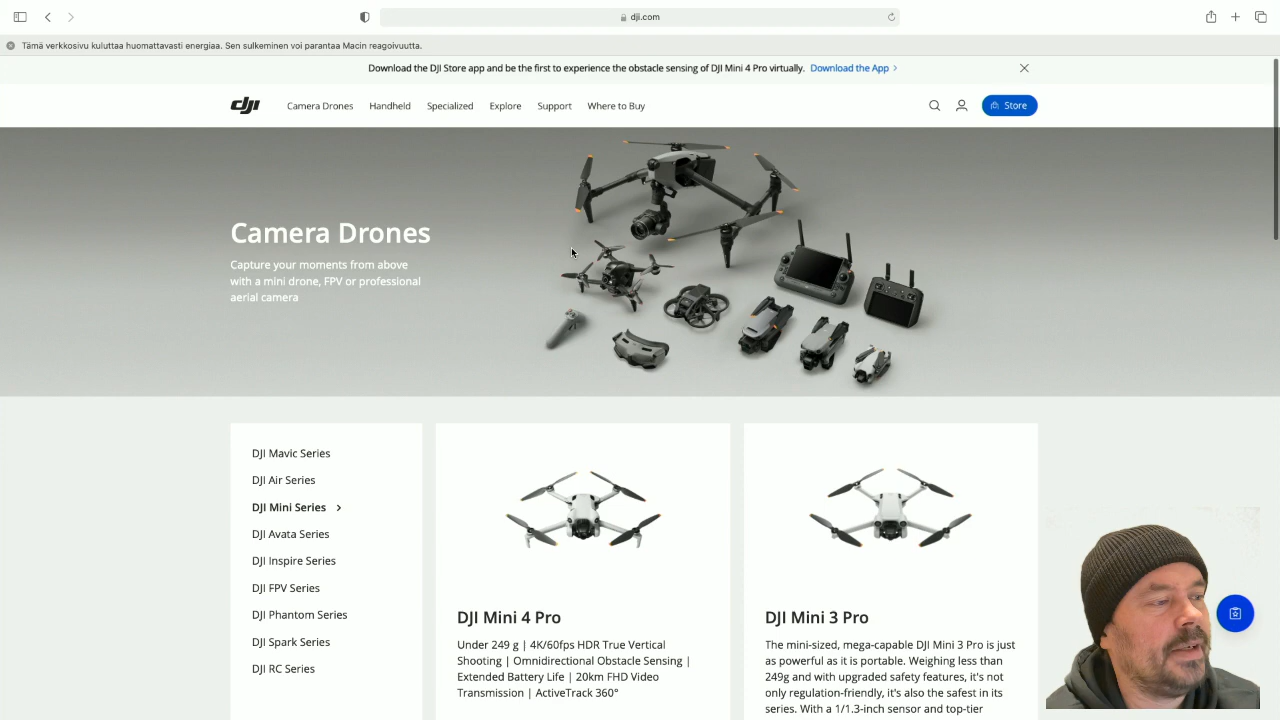 dji.com
Tämä verkkosivu kuluttaa huomattavasti energiaa. Sen sulkeminen voi parantaa Macin reagoivuutta.
Download the DJI Store app and be the first to experience the obstacle sensing of DJI Mini 4 Pro virtually. Download the App >
dji Camera Drones Handheld Specialized Explore Support Where to Buy Store
Camera Drones
Capture your moments from above
with a mini drone, FPV or professional
aerial camera
DJI Mavic Series
DJI Air Series
DJI Mini Series >
DJI Avata Series
DJI Inspire Series
DJI FPV Series
DJI Phantom Series
DJI Spark Series
DJI RC Series
DJI Mini 4 Pro
Under 249 g | 4K/60fps HDR True Vertical
Shooting | Omnidirectional Obstacle Sensing |
Extended Battery Life | 20km FHD Video
Transmission | ActiveTrack 360°
DJI Mini 3 Pro
The mini-sized, mega-capable DJI Mini 3 Pro is just
as powerful as it is portable. Weighing less than
249g and with upgraded safety features, it's not
only regulation-friendly, it's also the safest in its
series. With a 1/1.3-inch sensor and top-tier